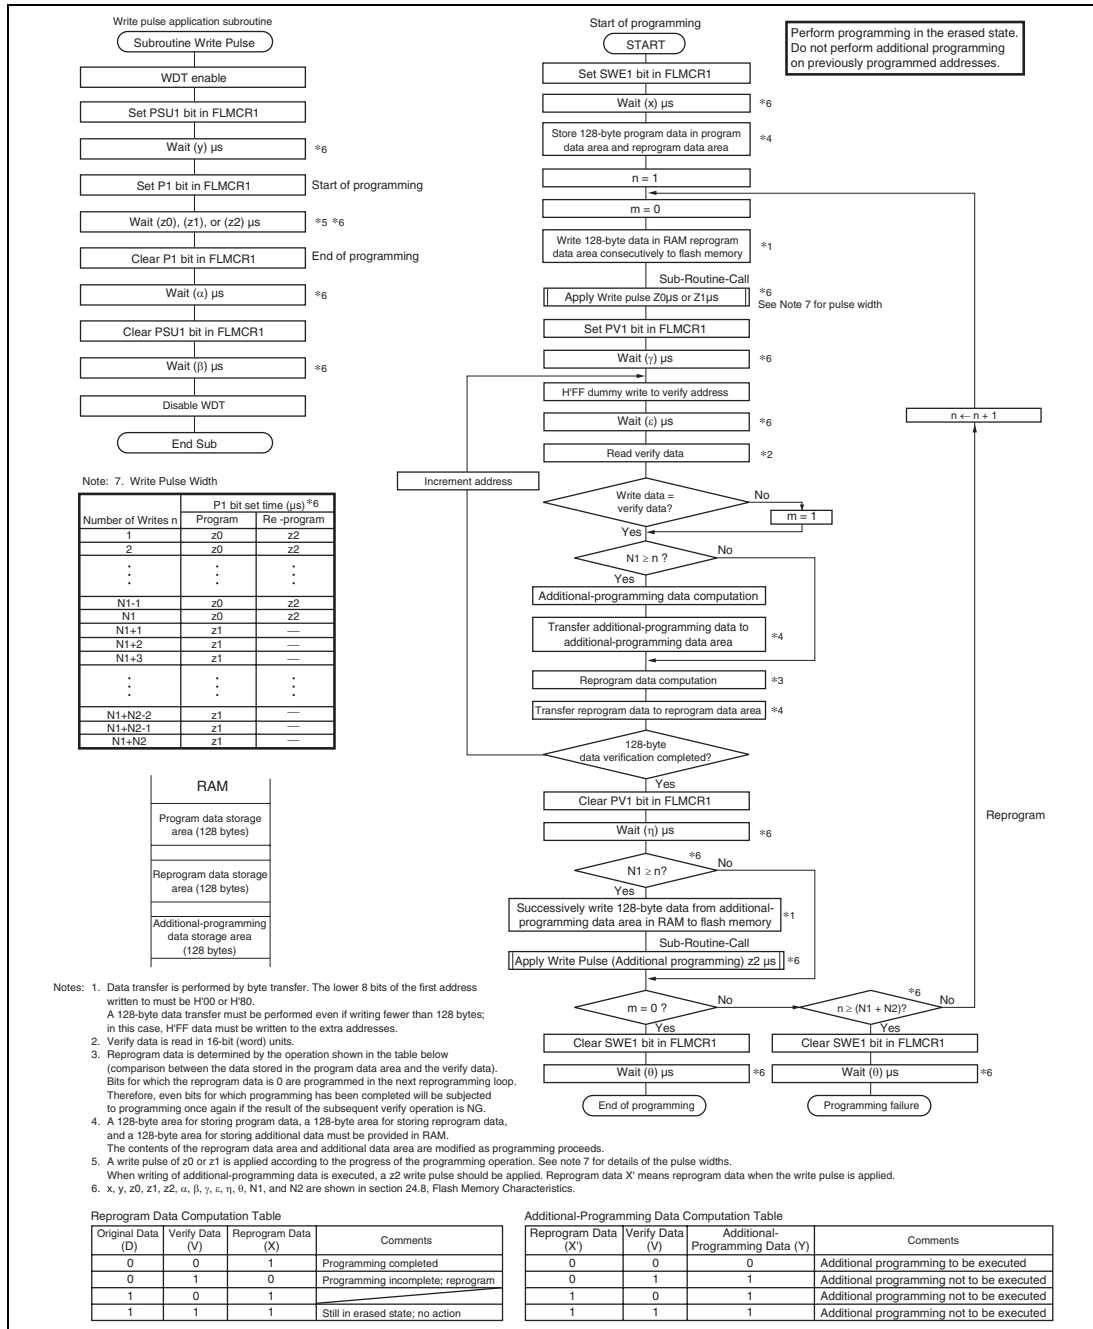 Write pulse application subroutine
Subroutine Write Pulse
WDT enable
Set PSU1 bit in FLMCR1
Wait (y) µs *6
Set P1 bit in FLMCR1 Start of programming
Wait (z0), (z1), or (z2) µs *5 *6
Clear P1 bit in FLMCR1 End of programming
Wait (α) µs *6
Clear PSU1 bit in FLMCR1
Wait (β) µs *6
Disable WDT
End Sub
Note: 7. Write Pulse Width
Number of Writes n P1 bit set time (µs) *6
Program Re -program
1 z0 z2
2 z0 z2
N1-1 z0 z2
N1 z0 z2
N1+1 z1 —
N1+2 z1 —
N1+3 z1 —
N1+N2-2 z1 —
N1+N2-1 z1 —
N1+N2 z1 —
RAM
Program data storage
area (128 bytes)
Reprogram data storage
area (128 bytes)
Additional-programming
data storage area
(128 bytes)
Start of programming
START
Perform programming in the erased state.
Do not perform additional programming
on previously programmed addresses.
Set SWE1 bit in FLMCR1
Wait (x) µs *6
Store 128-byte program data in program
data area and reprogram data area *4
n = 1
m = 0
Write 128-byte data in RAM reprogram
data area consecutively to flash memory *1
Sub-Routine-Call
Apply Write pulse Z0µs or Z1µs *6
See Note 7 for pulse width
Set PV1 bit in FLMCR1
Wait (γ) µs *6
H'FF dummy write to verify address
Wait (ε) µs *6
n ← n + 1
Read verify data *2
Increment address
Write data =
verify data?
No
m = 1
Yes
N1 ≥ n ?
No
Yes
Additional-programming data computation
Transfer additional-programming data to
additional-programming data area *4
Reprogram data computation *3
Transfer reprogram data to reprogram data area *4
128-byte
data verification completed?
Yes
Clear PV1 bit in FLMCR1
Reprogram
Wait (η) µs *6
N1 ≥ n? *6
No
Yes
Successively write 128-byte data from additional-
programming data area in RAM to flash memory *1
Sub-Routine-Call
Apply Write Pulse (Additional programming) z2 µs *6
m = 0 ? No
n ≥ (N1 + N2)? *6 No
Yes Yes
Clear SWE1 bit in FLMCR1 Clear SWE1 bit in FLMCR1
Wait (θ) µs *6 Wait (θ) µs *6
End of programming Programming failure
Notes: 1. Data transfer is performed by byte transfer. The lower 8 bits of the first address
written to must be H'00 or H'80.
A 128-byte data transfer must be performed even if writing fewer than 128 bytes;
in this case, H'FF data must be written to the extra addresses.
2. Verify data is read in 16-bit (word) units.
3. Reprogram data is determined by the operation shown in the table below
(comparison between the data stored in the program data area and the verify data).
Bits for which the reprogram data is 0 are programmed in the next reprogramming loop.
Therefore, even bits for which programming has been completed will be subjected
to programming once again if the result of the subsequent verify operation is NG.
4. A 128-byte area for storing program data, a 128-byte area for storing reprogram data,
and a 128-byte area for storing additional data must be provided in RAM.
The contents of the reprogram data area and additional data area are modified as programming proceeds.
5. A write pulse of z0 or z1 is applied according to the progress of the programming operation. See note 7 for details of the pulse widths.
When writing of additional-programming data is executed, a z2 write pulse should be applied. Reprogram data X' means reprogram data when the write pulse is applied.
6. x, y, z0, z1, z2, α, β, γ, ε, η, θ, N1, and N2 are shown in section 24.8, Flash Memory Characteristics.
Reprogram Data Computation Table
Original Data (D) Verify Data (V) Reprogram Data (X) Comments
0 0 1 Programming completed
0 1 0 Programming incomplete; reprogram
1 0 1
1 1 1 Still in erased state; no action
Additional-Programming Data Computation Table
Reprogram Data (X') Verify Data (V) Additional-Programming Data (Y) Comments
0 0 0 Additional programming to be executed
0 1 1 Additional programming not to be executed
1 0 1 Additional programming not to be executed
1 1 1 Additional programming not to be executed